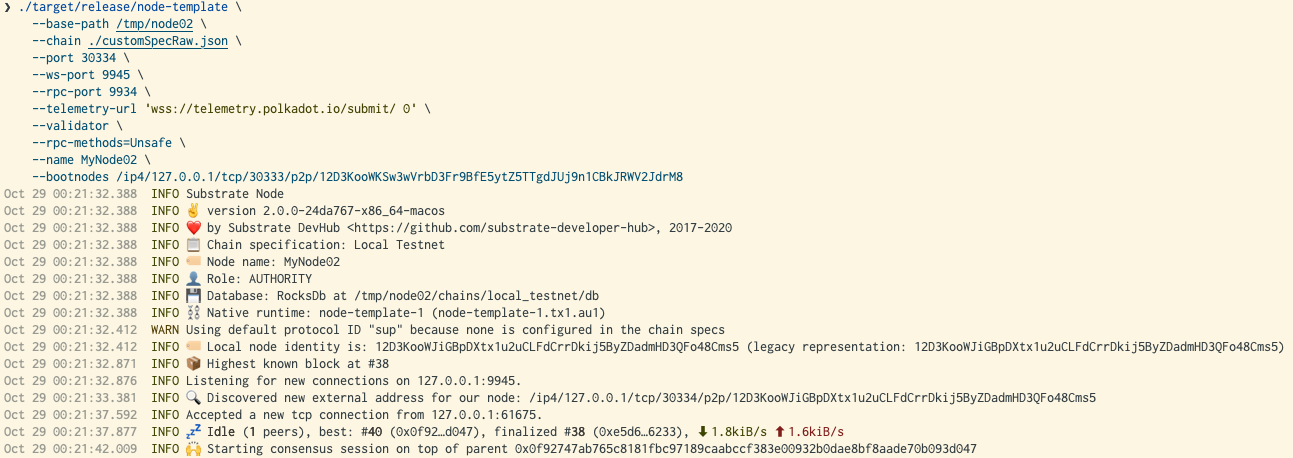 ❯ ./target/release/node-template \
--base-path /tmp/node02 \
--chain ./customSpecRaw.json \
--port 30334 \
--ws-port 9945 \
--rpc-port 9934 \
--telemetry-url 'wss://telemetry.polkadot.io/submit/ 0' \
--validator \
--rpc-methods=Unsafe \
--name MyNode02 \
--bootnodes /ip4/127.0.0.1/tcp/30333/p2p/12D3KooWKSw3wVrbD3Fr9BfE5ytZ5TTgdJUj9n1CBkJRWV2JdrM8
Oct 29 00:21:32.388 INFO Substrate Node
Oct 29 00:21:32.388 INFO ✌️ version 2.0.0-24da767-x86_64-macos
Oct 29 00:21:32.388 INFO ❤️ by Substrate DevHub <https://github.com/substrate-developer-hub>, 2017-2020
Oct 29 00:21:32.388 INFO 📋 Chain specification: Local Testnet
Oct 29 00:21:32.388 INFO 🏷 Node name: MyNode02
Oct 29 00:21:32.388 INFO 👤 Role: AUTHORITY
Oct 29 00:21:32.388 INFO 💾 Database: RocksDb at /tmp/node02/chains/local_testnet/db
Oct 29 00:21:32.388 INFO ⛓ Native runtime: node-template-1 (node-template-1.tx1.au1)
Oct 29 00:21:32.412 WARN Using default protocol ID "sup" because none is configured in the chain specs
Oct 29 00:21:32.412 INFO 🏷 Local node identity is: 12D3KooWJiGBpDXtx1u2uCLFdCrrDkij5ByZDadmHD3QFo48Cms5 (legacy representation: 12D3KooWJiGBpDXtx1u2uCLFdCrrDkij5ByZDadmHD3QFo48Cms5)
Oct 29 00:21:32.871 INFO 📦 Highest known block at #38
Oct 29 00:21:32.876 INFO Listening for new connections on 127.0.0.1:9945.
Oct 29 00:21:33.381 INFO 🔍 Discovered new external address for our node: /ip4/127.0.0.1/tcp/30334/p2p/12D3KooWJiGBpDXtx1u2uCLFdCrrDkij5ByZDadmHD3QFo48Cms5
Oct 29 00:21:37.592 INFO Accepted a new tcp connection from 127.0.0.1:61675.
Oct 29 00:21:37.877 INFO 💤 Idle (1 peers), best: #40 (0x0f92…d047), finalized #38 (0xe5d6…6233), ⬇ 1.8kiB/s ⬆ 1.6kiB/s
Oct 29 00:21:42.009 INFO 🙌 Starting consensus session on top of parent 0x0f92747ab765c8181fbc97189caabccf383e00932b0dae8bf8aade70b093d047